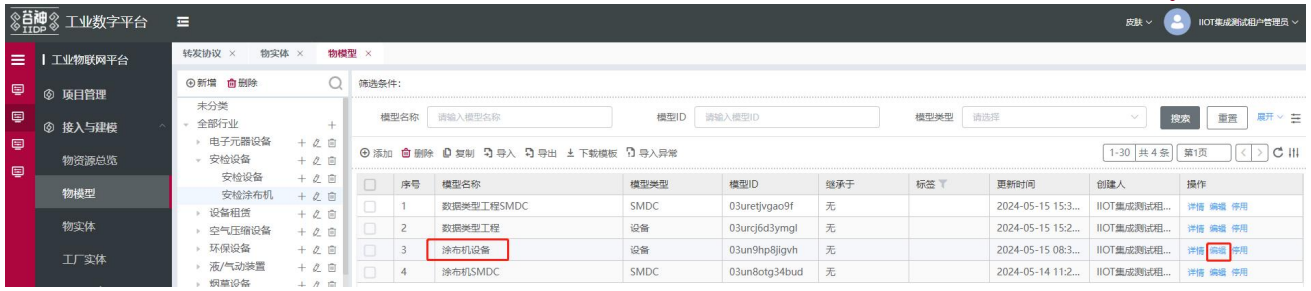 谷神 IIDP 工业数字平台 皮肤 IIOT集成测试租户管理员
工业物联网平台 转发协议 × 物实体 × 物模型 ×
项目管理
接入与建模
物资源总览
物模型
物实体
工厂实体
新增 删除
未分类
全部行业
电子元器设备
安检设备
安检设备
安检涂布机
设备租赁
空气压缩设备
环保设备
液/气动装置
烟草设备
筛选条件:
模型名称 请输入模型名称 模型ID 请输入模型ID 模型类型 请选择 搜索 重置 展开
添加 删除 复制 导入 导出 下载模板 导入异常 1-30 共4条 第1页
序号 模型名称 模型类型 模型ID 继承于 标签 更新时间 创建人 操作
1 数据类型工程SMDC SMDC 03uretjvgao9f 无 2024-05-15 15:3... IIOT集成测试租... 详情 编辑 停用
2 数据类型工程 设备 03urcj6d3ymgl 无 2024-05-15 15:2... IIOT集成测试租... 详情 编辑 停用
3 涂布机设备 设备 03un9hp8jigvh 无 2024-05-15 08:3... IIOT集成测试租... 详情 编辑 停用
4 涂布机SMDC SMDC 03un8otg34bud 无 2024-05-14 11:2... IIOT集成测试租... 详情 编辑 停用